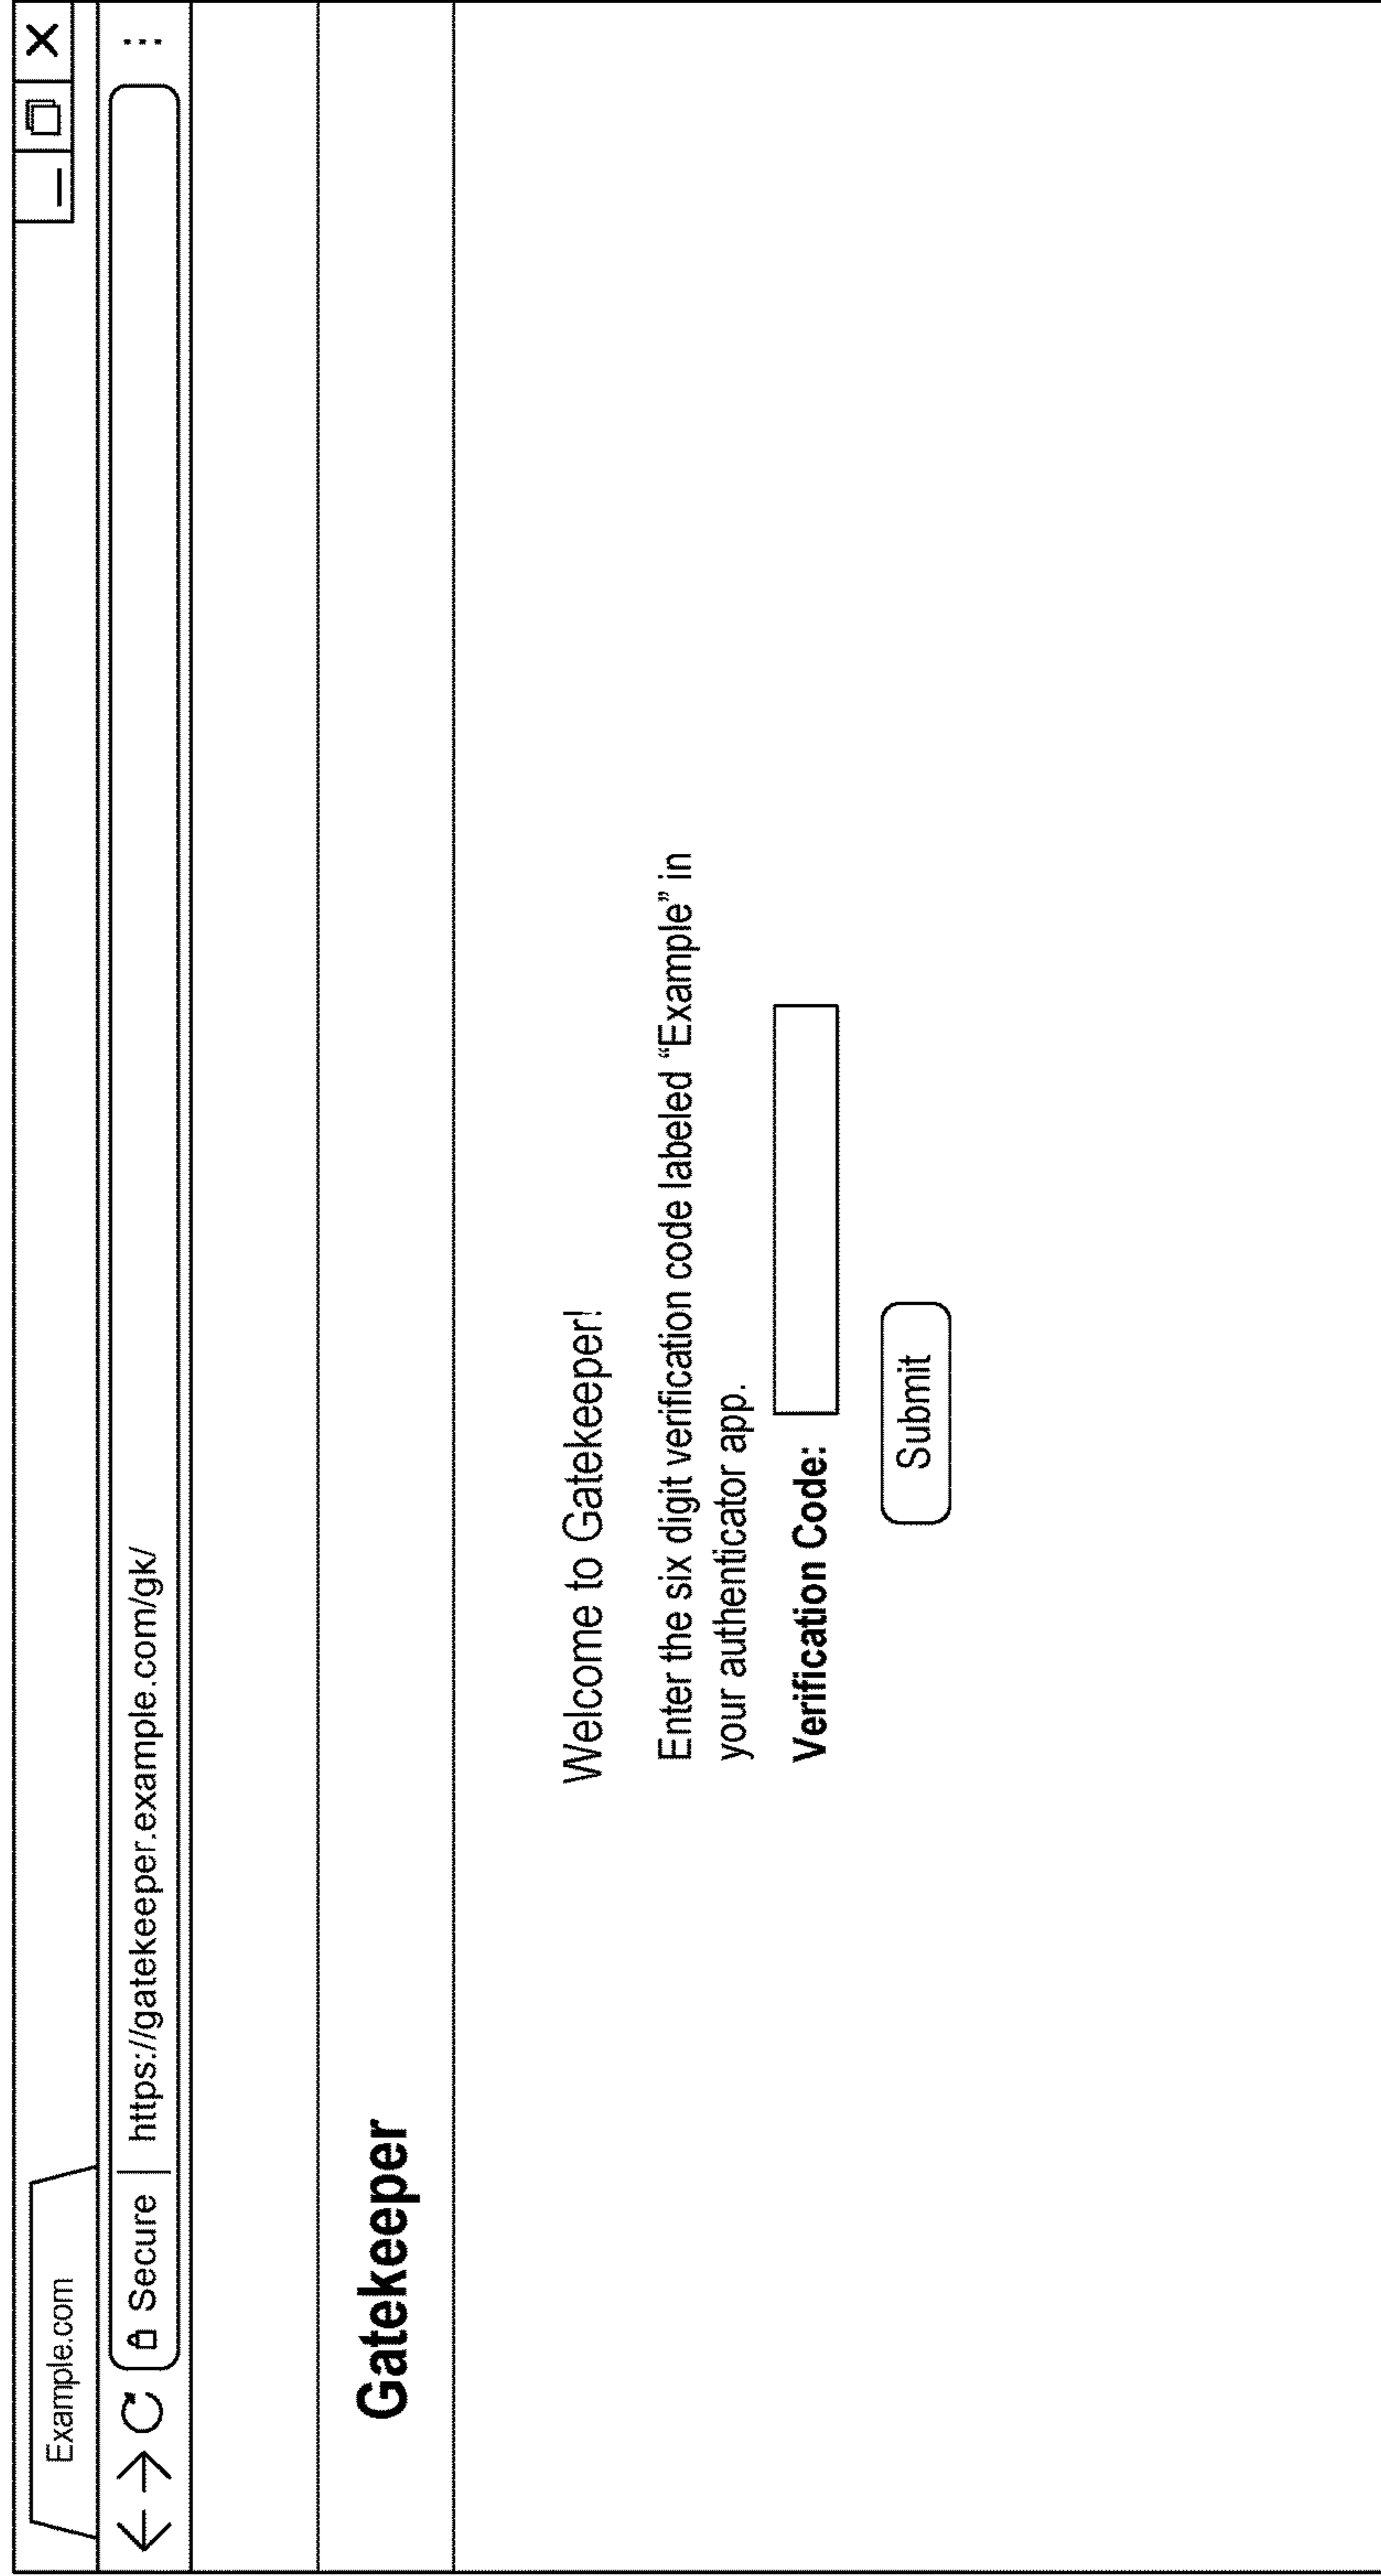 Example.com
Secure | https://gatekeeper.example.com/gk/
Gatekeeper
Welcome to Gatekeeper!
Enter the six digit verification code labeled “Example” in
your authenticator app.
Verification Code:
Submit